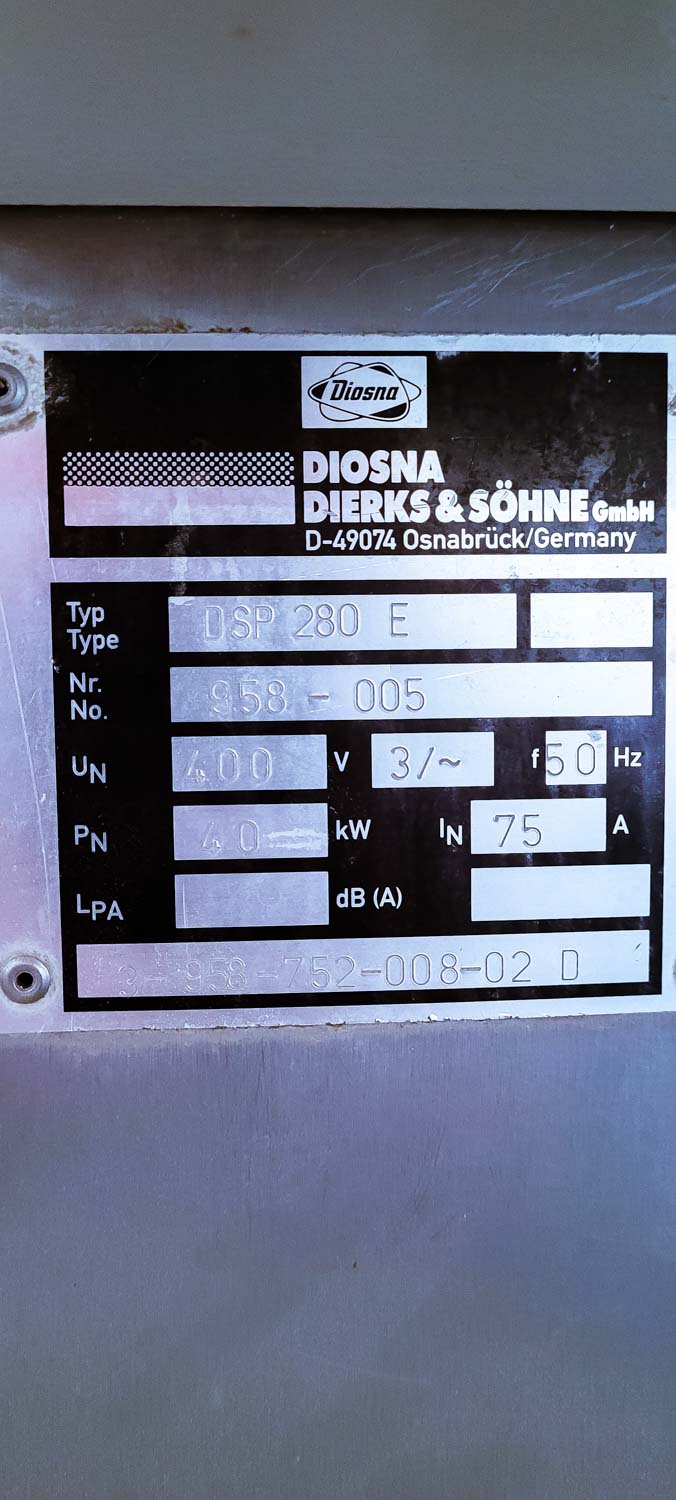 Diosna
DIOSNA
DIERKS & SÖHNE GmbH
D-49074 Osnabrück/Germany
Typ
Type
DSP 280 E
Nr.
No.
958 - 005
UN 400 V 3/~ f 50 Hz
PN 40 kW IN 75 A
LPA dB (A)
3-958-752-008-02 D